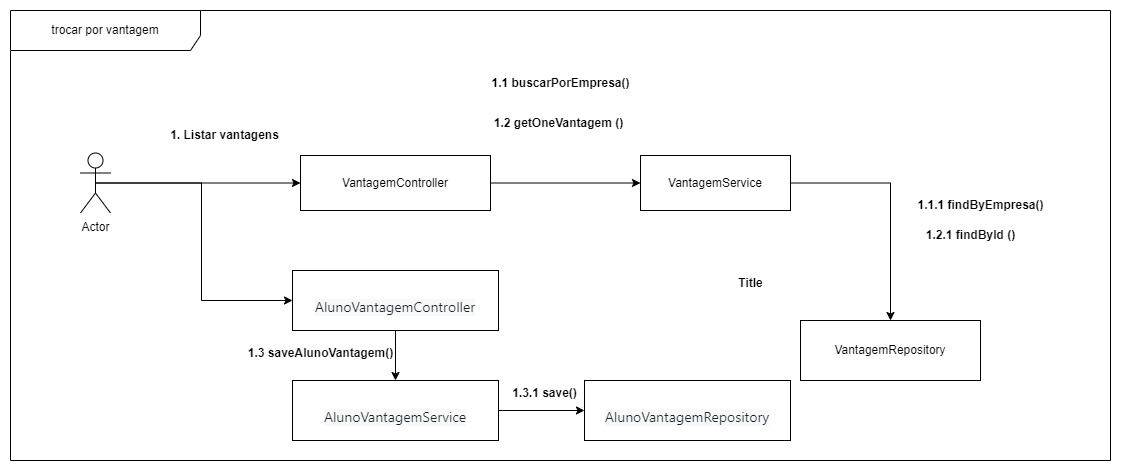 trocar por vantagem
1.1 buscarPorEmpresa()
1.2 getOneVantagem ()
1. Listar vantagens
VantagemController
VantagemService
Actor
1.1.1 findByEmpresa()
1.2.1 findById ()
Title
AlunoVantagemController
VantagemRepository
1.3 saveAlunoVantagem()
AlunoVantagemService
1.3.1 save()
AlunoVantagemRepository